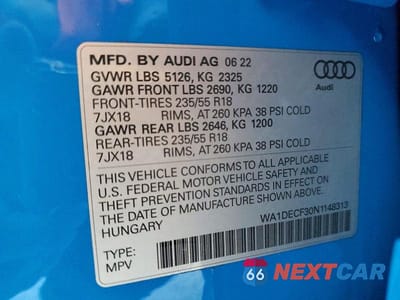 MFD. BY AUDI AG 06 22
GVWR LBS 5126, KG 2325
GAWR FRONT LBS 2690, KG 1220
FRONT-TIRES 235/55 R18
7JX18 RIMS, AT 260 KPA 38 PSI COLD
GAWR REAR LBS 2646, KG 1200
REAR-TIRES 235/55 R18
7JX18 RIMS, AT 260 KPA 38 PSI COLD
Audi
THIS VEHICLE CONFORMS TO ALL APPLICABLE
U.S. FEDERAL MOTOR VEHICLE SAFETY AND
THEFT PREVENTION STANDARDS IN EFFECT ON
THE DATE OF MANUFACTURE SHOWN ABOVE.
HUNGARY WA1DECF30N1148313
TYPE:
MPV
66 NEXTCAR